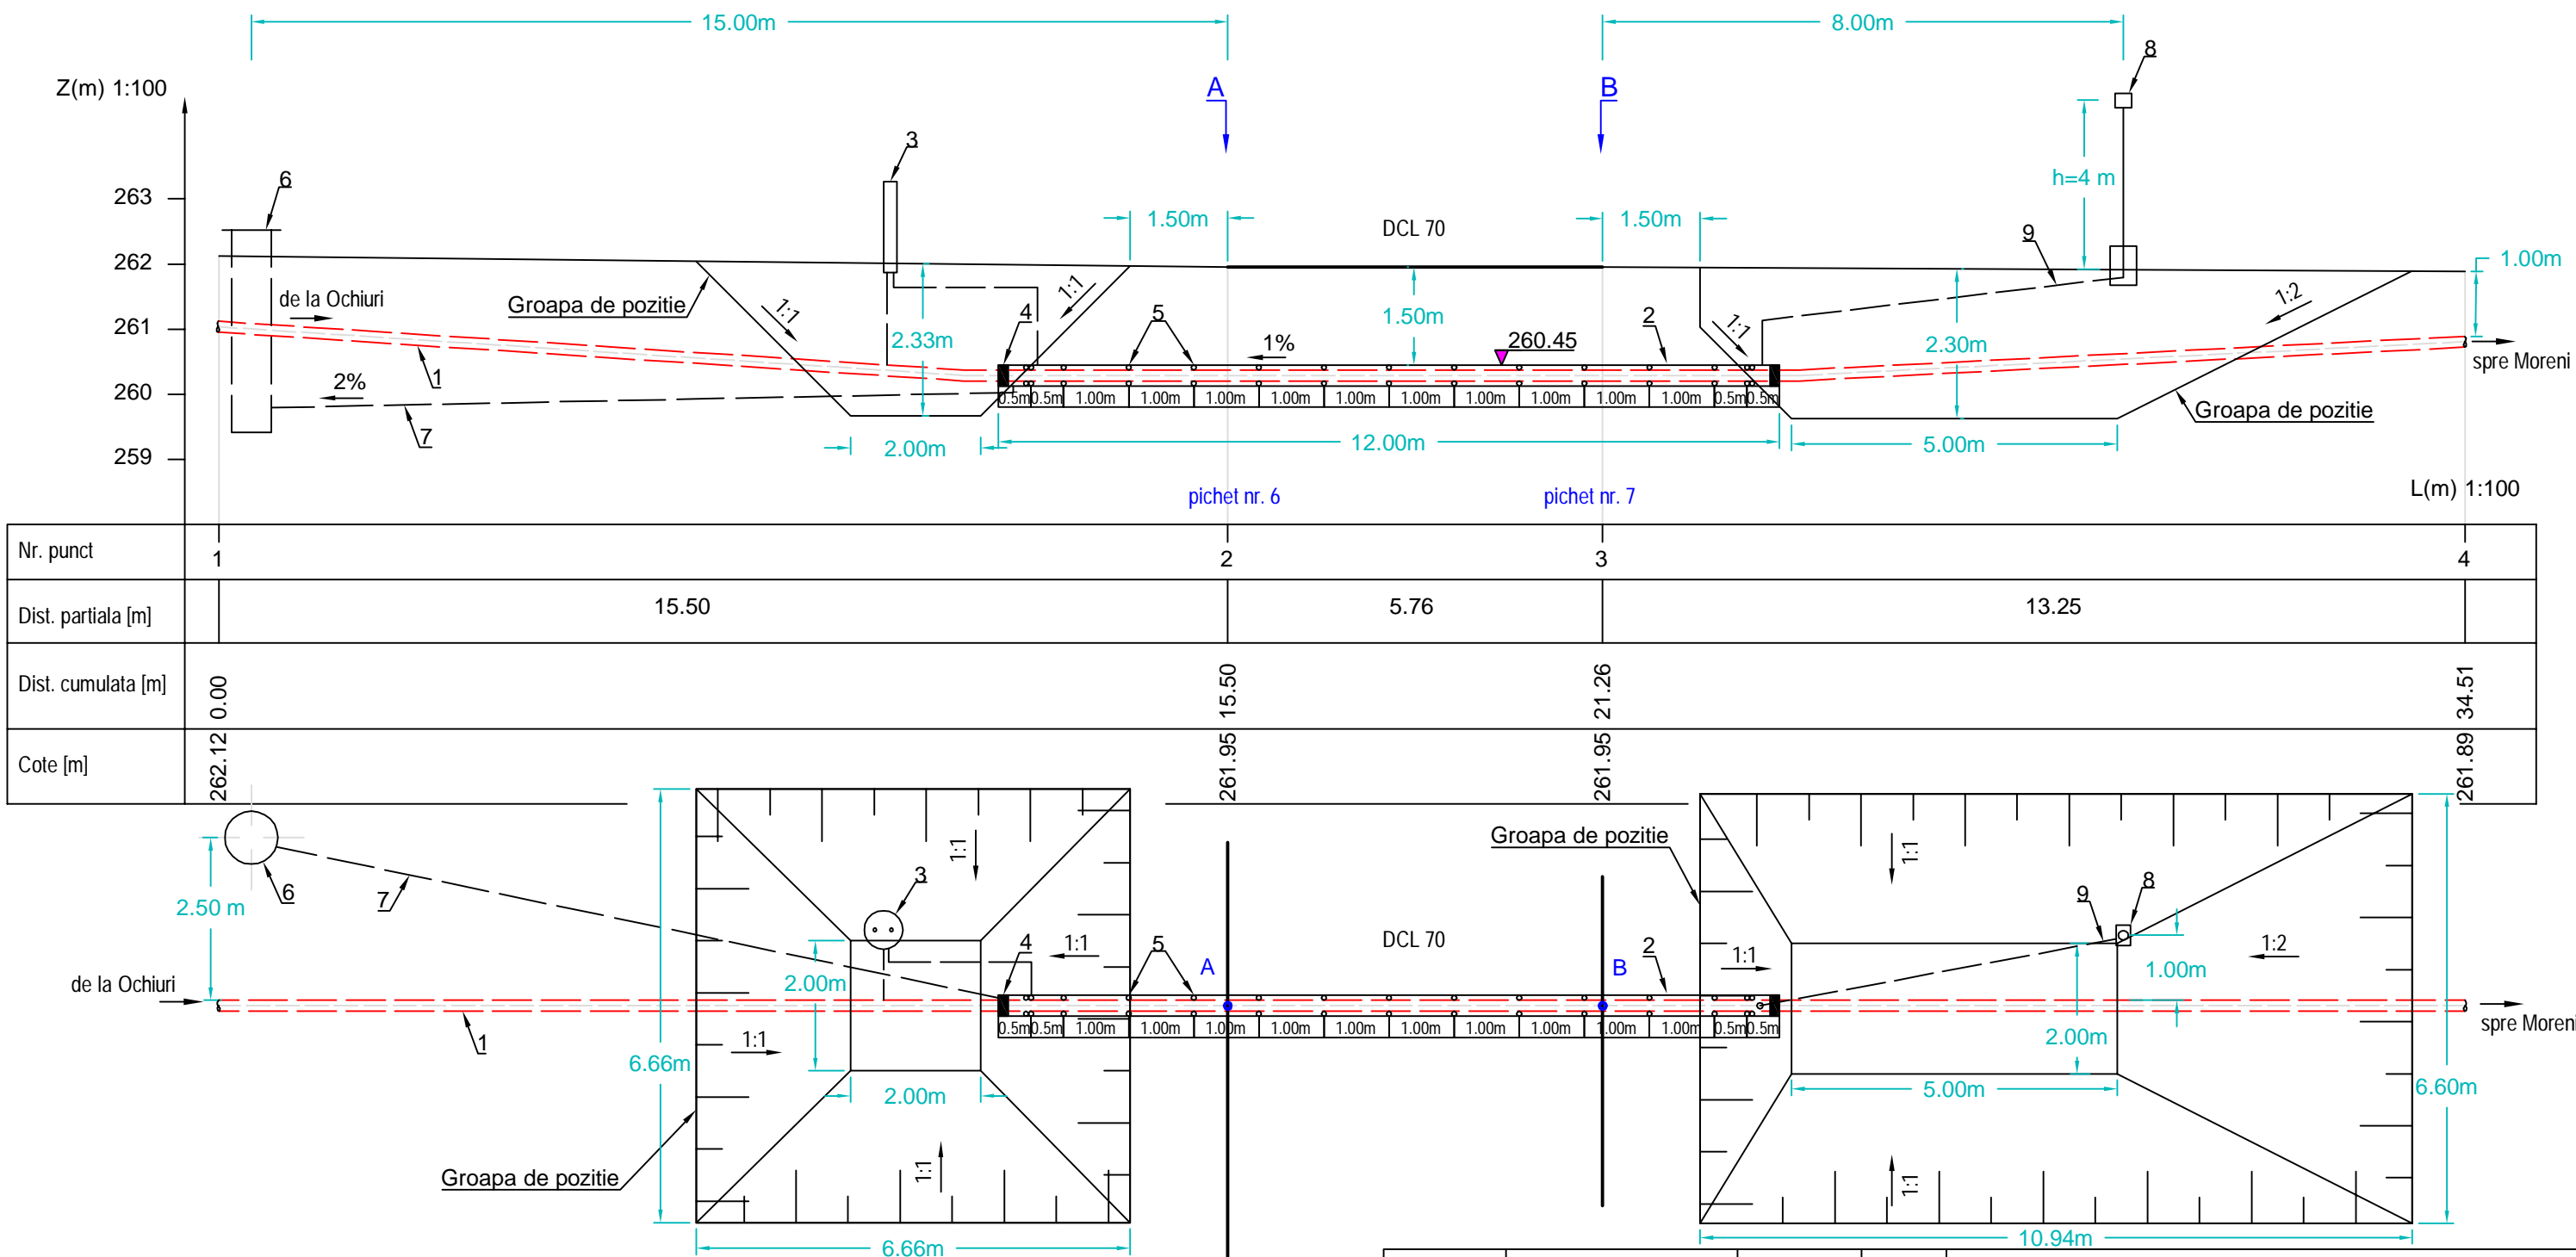 15.00m
8.00m
Z(m) 1:100
A
B
8
3
h=4 m
263
6
1.50m
DCL 70
1.50m
9
262
1.00m
de la Ochiuri
Groapa de pozitie
1:1
1:1
1:2
261
2.33m
4
5
1.50m
2
1:1
1%
260.45
2.30m
1
spre Moreni
260
2%
0.5m 0.5m 1.00m 1.00m 1.00m 1.00m 1.00m 1.00m 1.00m 1.00m 1.00m 1.00m 0.5m 0.5m
Groapa de pozitie
7
2.00m
12.00m
5.00m
259
pichet nr. 6
pichet nr. 7
L(m) 1:100
Nr. punct
1
2
3
4
Dist. partiala [m]
15.50
5.76
13.25
Dist. cumulata [m]
0.00
15.50
21.26
34.51
Cote [m]
262.12
261.95
261.95
261.89
Groapa de pozitie
1:1
1:1
6
3
8
9
7
2.50 m
4
1:1
5
DCL 70
2
1:1
1:2
A
B
de la Ochiuri
2.00m
1.00m
spre Moreni
0.5m 0.5m 1.00m 1.00m 1.00m 1.00m 1.00m 1.00m 1.00m 1.00m 1.00m 1.00m 0.5m 0.5m
1
1:1
2.00m
6.66m
2.00m
5.00m
6.60m
Groapa de pozitie
1:1
1:1
6.66m
10.94m